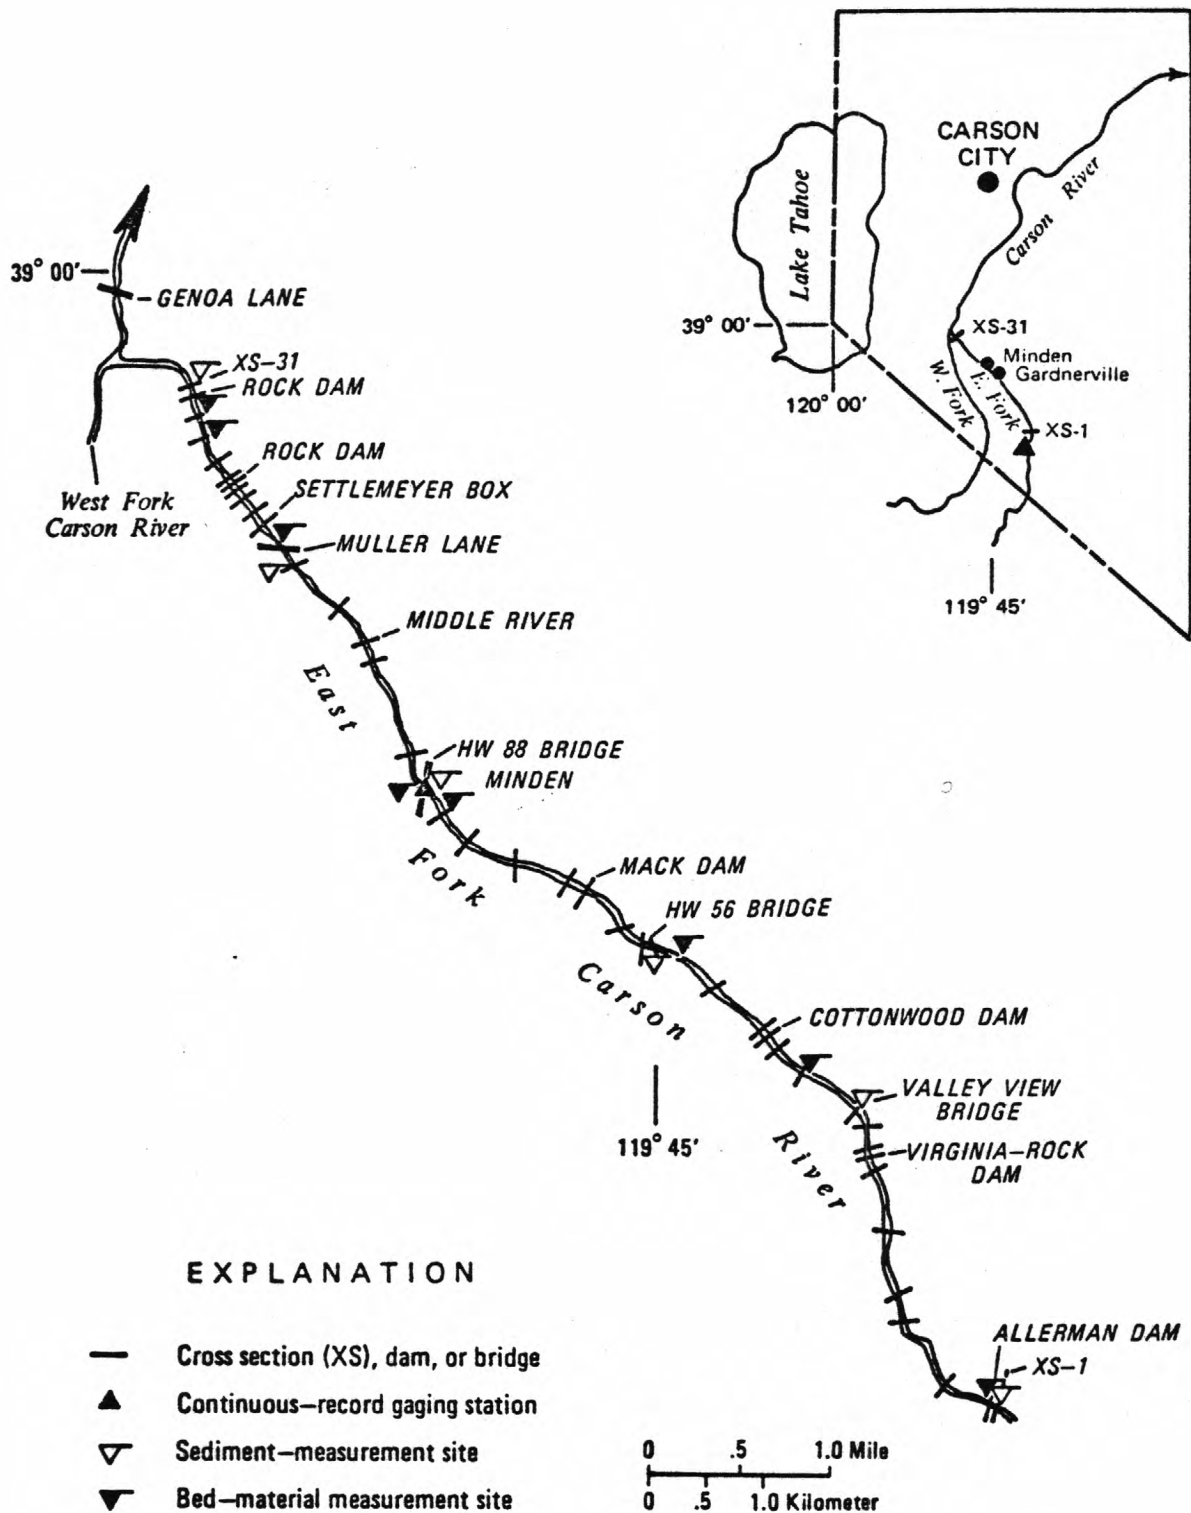 CARSON
CITY
Lake Tahoe
Carson River
39° 00'
120° 00'
XS-31
Minden
Gardnerville
W. Fork
E. Fork
XS-1
119° 45'
39° 00'
GENOA LANE
XS-31
ROCK DAM
ROCK DAM
SETTLEMEYER BOX
West Fork
Carson River
MULLER LANE
MIDDLE RIVER
East
HW 88 BRIDGE
MINDEN
Fork
MACK DAM
HW 56 BRIDGE
Carson
COTTONWOOD DAM
VALLEY VIEW
BRIDGE
119° 45'
River
VIRGINIA-ROCK
DAM
ALLERMAN DAM
XS-1
EXPLANATION
Cross section (XS), dam, or bridge
Continuous-record gaging station
Sediment-measurement site
Bed-material measurement site
0 .5 1.0 Mile
0 .5 1.0 Kilometer